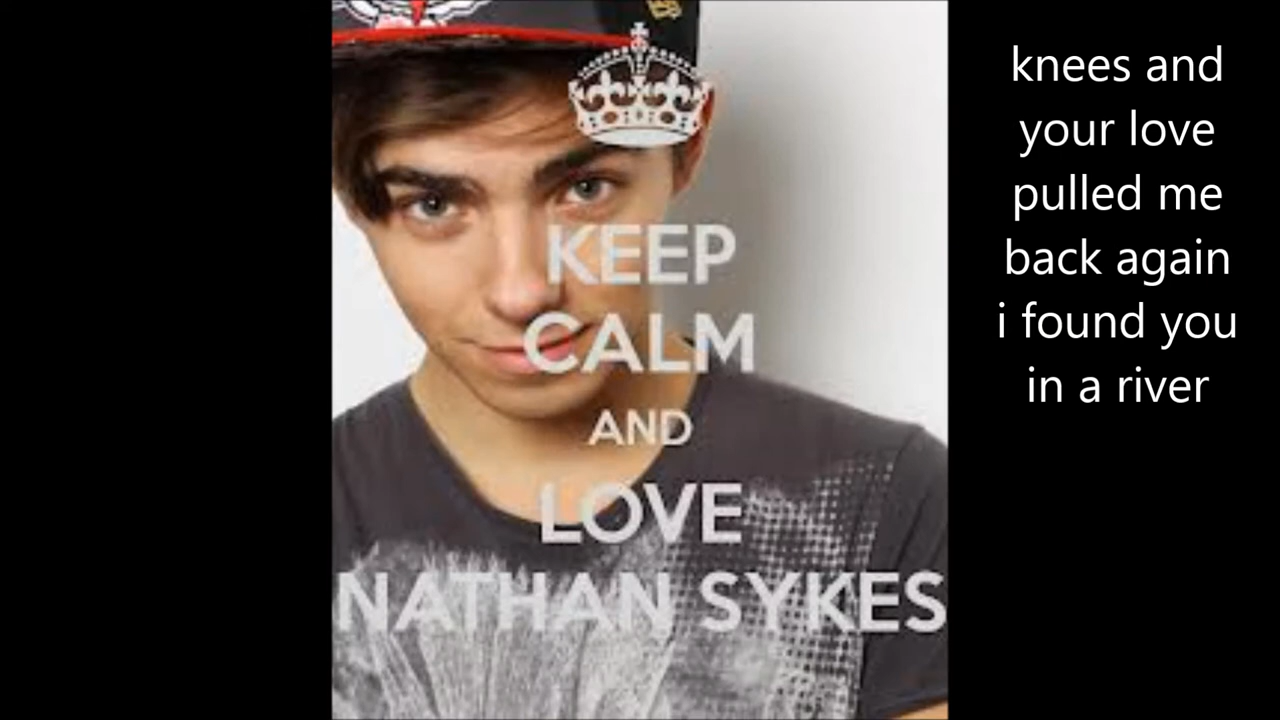 KEEP
CALM
AND
LOVE
NATHAN SYKES
knees and
your love
pulled me
back again
i found you
in a river